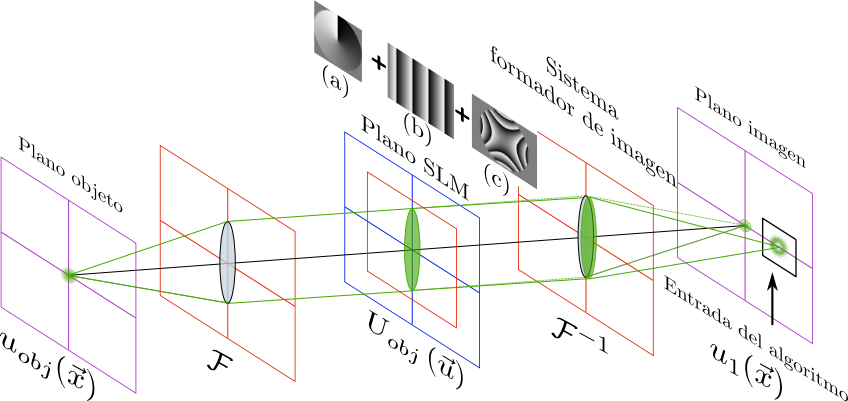 (a)
+
(b)
+
(c)
Sistema
formador de imagen
Plano objeto
Plano SLM
Plano imagen
u_obj(x⃗)
ℱ
U_obj(u⃗)
ℱ⁻¹
Entrada del algoritmo
u₁(x⃗)